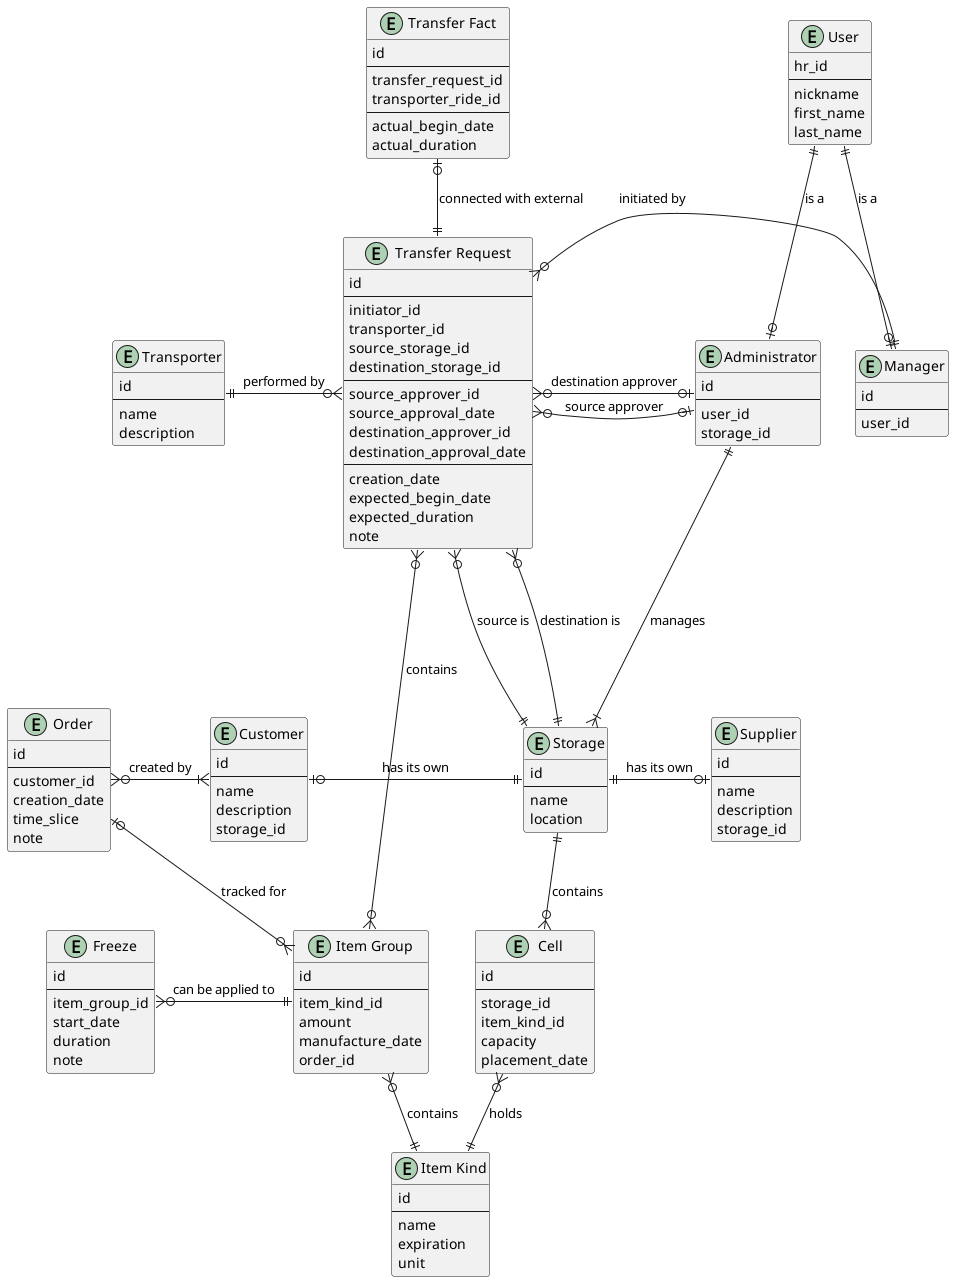 E Transfer Fact
id
transfer_request_id
transporter_ride_id
actual_begin_date
actual_duration
E User
hr_id
nickname
first_name
last_name
connected with external
initiated by
is a
is a
E Transfer Request
id
initiator_id
transporter_id
source_storage_id
destination_storage_id
source_approver_id
source_approval_date
destination_approver_id
destination_approval_date
creation_date
expected_begin_date
expected_duration
note
E Transporter
id
name
description
performed by
destination approver
source approver
E Administrator
id
user_id
storage_id
E Manager
id
user_id
contains
source is
destination is
manages
E Order
id
customer_id
creation_date
time_slice
note
created by
E Customer
id
name
description
storage_id
has its own
E Storage
id
name
location
has its own
E Supplier
id
name
description
storage_id
tracked for
contains
E Freeze
id
item_group_id
start_date
duration
note
can be applied to
E Item Group
id
item_kind_id
amount
manufacture_date
order_id
E Cell
id
storage_id
item_kind_id
capacity
placement_date
contains
holds
E Item Kind
id
name
expiration
unit